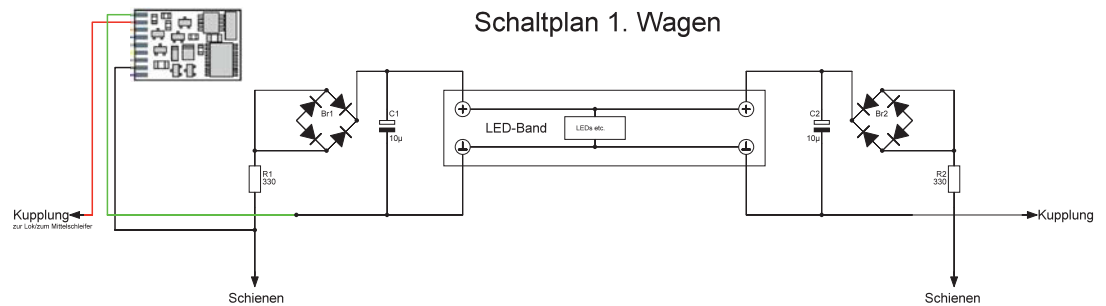 Schaltplan 1. Wagen
Br1
C1
10µ
LED-Band
LEDs etc.
C2
10µ
Br2
R1
330
R2
330
Kupplung
zur Lok/zum Mittelschleifer
Kupplung
Schienen
Schienen